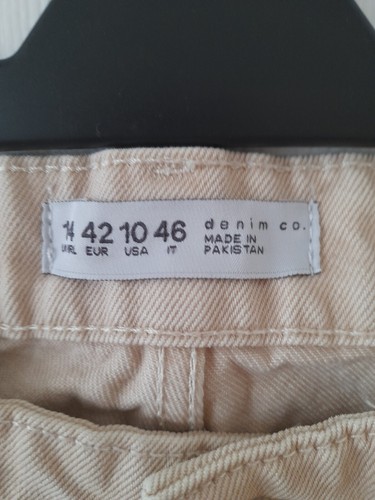 14 42 10 46 denim co.
UK/IRL EUR USA IT MADE IN
PAKISTAN